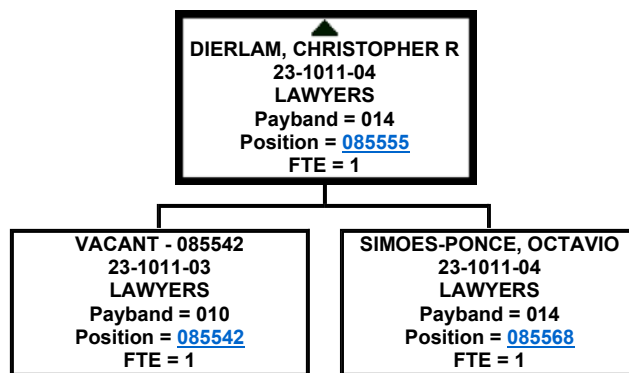 DIERLAM, CHRISTOPHER R
23-1011-04
LAWYERS
Payband = 014
Position = 085555
FTE = 1
VACANT - 085542
23-1011-03
LAWYERS
Payband = 010
Position = 085542
FTE = 1
SIMOES-PONCE, OCTAVIO
23-1011-04
LAWYERS
Payband = 014
Position = 085568
FTE = 1